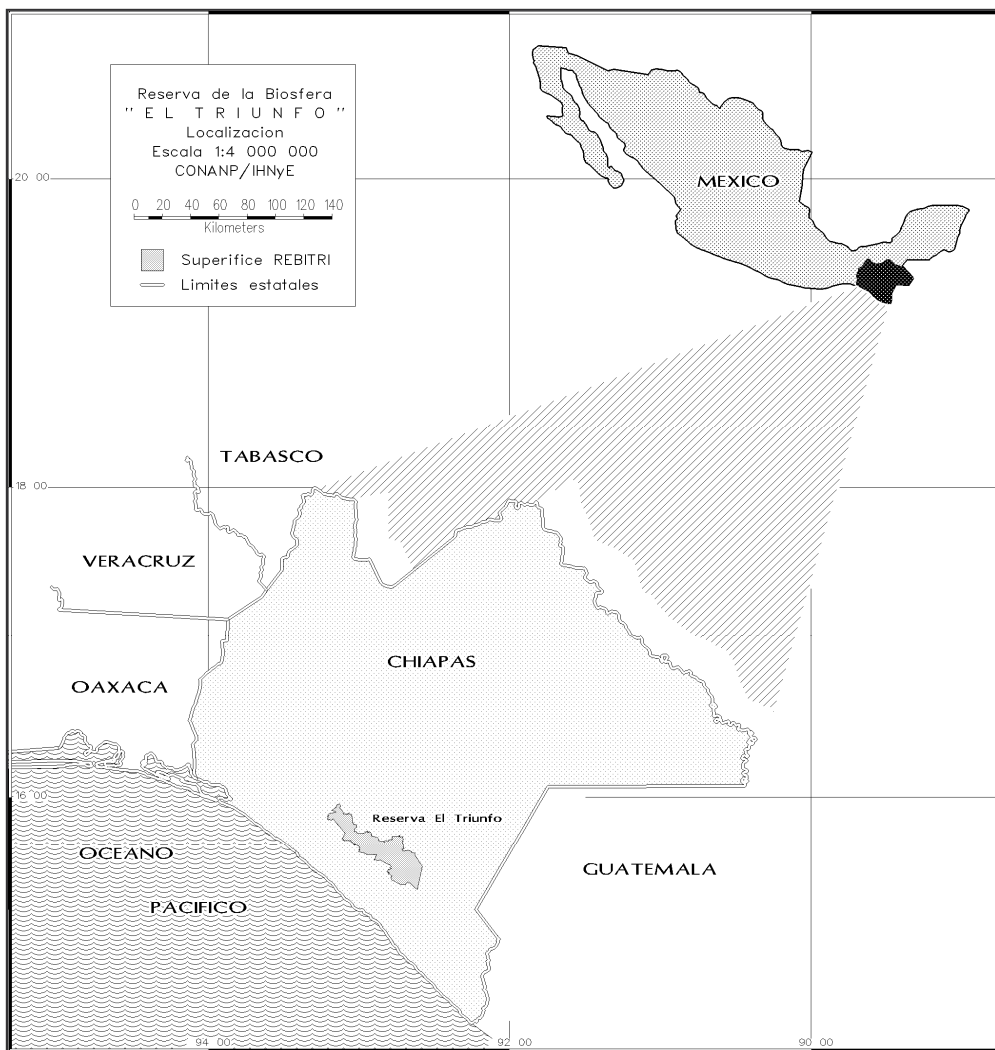 Reserva de la Biosfera
" E L  T R I U N F O "
Localizacion
Escala 1:4 000 000
CONANP/IHNyE
0 20 40 60 80 100 120 140
Kilometers
Superifice REBITRI
Limites estatales
MEXICO
20 00
TABASCO
18 00
VERACRUZ
CHIAPAS
OAXACA
16 00
Reserva El Triunfo
OCEANO
PACIFICO
GUATEMALA
94 00
92 00
90 00